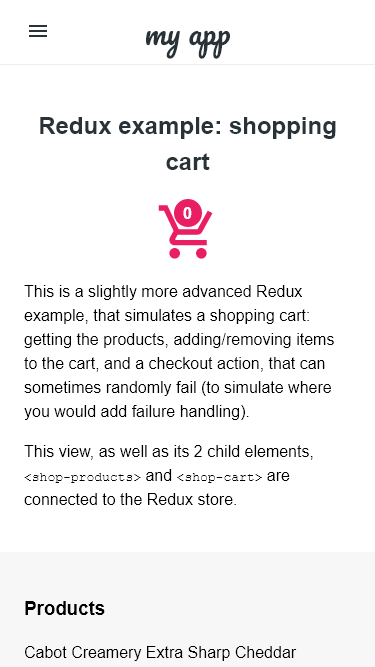 my app
Redux example: shopping
cart
0
This is a slightly more advanced Redux
example, that simulates a shopping cart:
getting the products, adding/removing items
to the cart, and a checkout action, that can
sometimes randomly fail (to simulate where
you would add failure handling).
This view, as well as its 2 child elements,
<shop-products> and <shop-cart> are
connected to the Redux store.
Products
Cabot Creamery Extra Sharp Cheddar